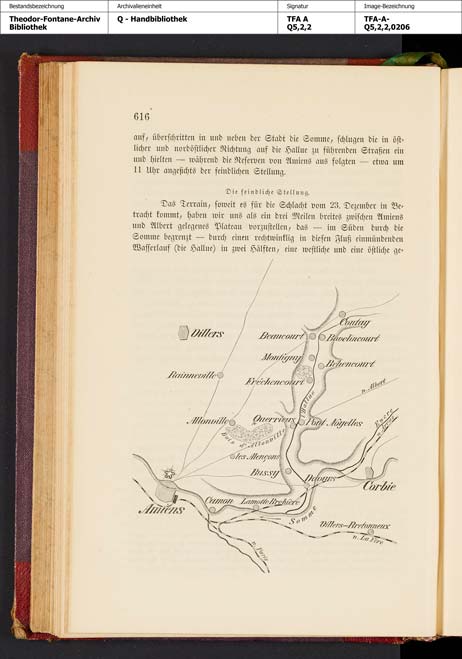 Bestandsbezeichnung
Theodor-Fontane-Archiv
Bibliothek
Archivalieneinheit
Q - Handbibliothek
Signatur
TFA A
Q5,2,2
Image-Bezeichnung
TFA-A-
Q5,2,2,0206
616
auf, überschritten in und neben der Stadt die Somme, schlugen die in öst-
licher und nordöstlicher Richtung auf die Hallue zu führenden Straßen ein
und hielten — während die Reserven von Amiens aus folgten — etwa um
11 Uhr angesichts der feindlichen Stellung.
Die feindliche Stellung.
Das Terrain, soweit es für die Schlacht vom 23. Dezember in Be-
tracht kommt, haben wir uns als ein drei Meilen breites zwischen Amiens
und Albert gelegenes Plateau vorzustellen, das — im Süden durch die
Somme begrenzt — durch einen rechtwinklig in diesen Fluß einmündenden
Wasserlauf (die Hallue) in zwei Hälften, eine westliche und eine östliche ge-
Contay
Villers
Beaucourt
Bavelincourt
Montigny
Béhencourt
Rainneville
Fréchencourt
n. Albert
l'Hallue
Allonville
Querrieux
Pont Noyelles
Bois d'Allonville
les Alençons
Bussy
Daours
Corbie
Amiens
Camon
Lamotte-Brebière
Somme
Villers-Bretonneux
n. La Fère
n. Paris